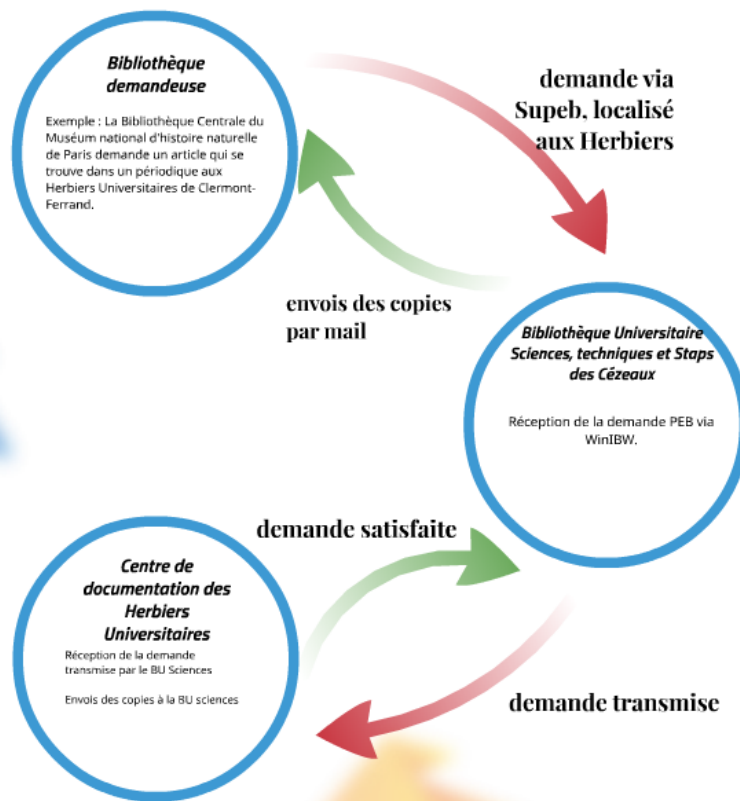 Bibliothèque
demandeuse
Exemple : La Bibliothèque Centrale du
Muséum national d'histoire naturelle
de Paris demande un article qui se
trouve dans un périodique aux
Herbiers Universitaires de Clermont-
Ferrand.
demande via
Supeb, localisé
aux Herbiers
envois des copies
par mail
Bibliothèque Universitaire
Sciences, techniques et Staps
des Cézeaux
Réception de la demande PEB via
WinIBW.
demande satisfaite
Centre de
documentation des
Herbiers
Universitaires
Réception de la demande
transmise par le BU Sciences
Envois des copies à la BU sciences
demande transmise